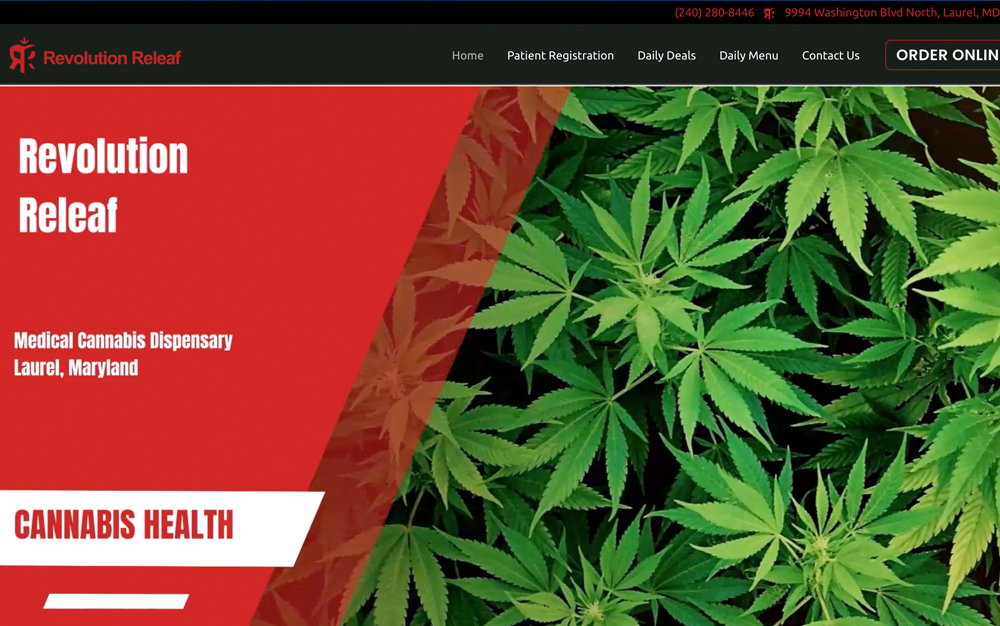 (240) 280-8446 9994 Washington Blvd North, Laurel, MD
Revolution Releaf
Home Patient Registration Daily Deals Daily Menu Contact Us ORDER ONLIN
Revolution
Releaf
Medical Cannabis Dispensary
Laurel, Maryland
CANNABIS HEALTH